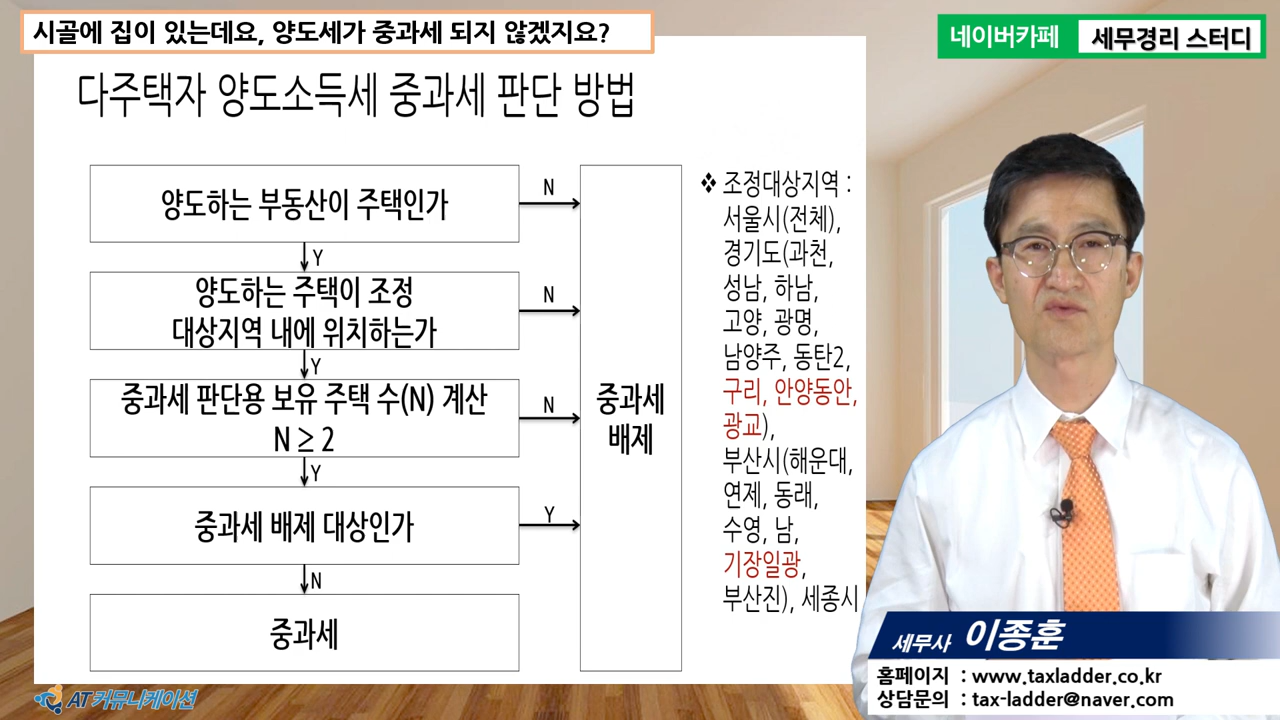 시골에 집이 있는데요, 양도세가 중과세 되지 않겠지요?
네이버카페 세무경리 스터디
다주택자 양도소득세 중과세 판단 방법
양도하는 부동산이 주택인가
N
Y
양도하는 주택이 조정
대상지역 내에 위치하는가
N
Y
중과세 판단용 보유 주택 수(N) 계산
N ≥ 2
N
Y
중과세 배제 대상인가
Y
N
중과세
중과세
배제
❖ 조정대상지역 :
서울시(전체),
경기도(과천,
성남, 하남,
고양, 광명,
남양주, 동탄2,
구리, 안양동안,
광교),
부산시(해운대,
연제, 동래,
수영, 남,
기장일광,
부산진), 세종시
세무사 이종훈
홈페이지 : www.taxladder.co.kr
상담문의 : tax-ladder@naver.com
AT커뮤니케이션